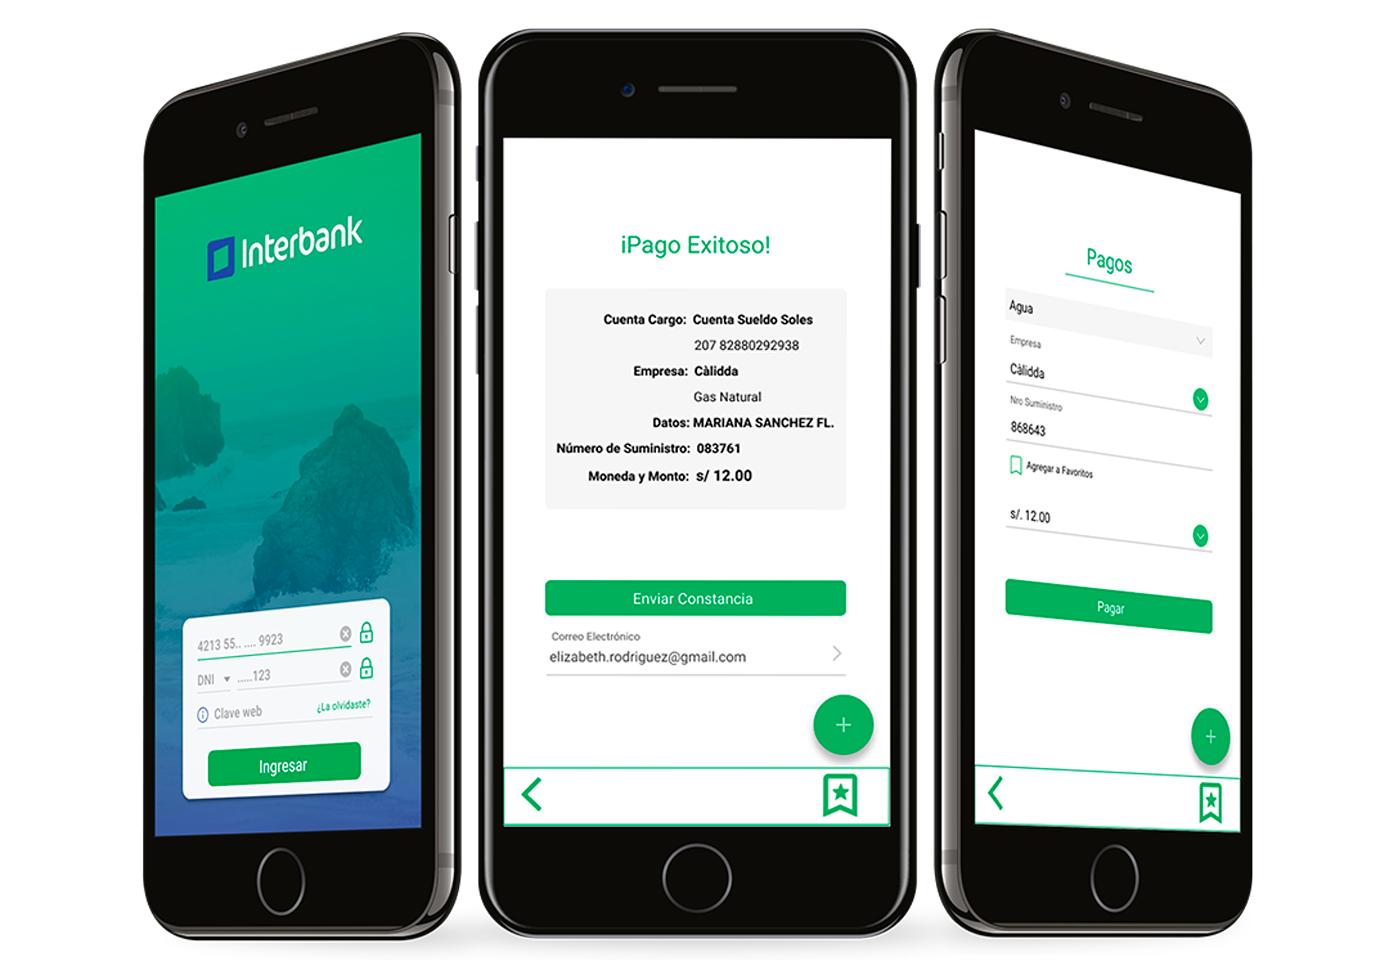 Interbank
4213 55.. .... 9923
DNI .....123
Clave web ¿La olvidaste?
Ingresar
¡Pago Exitoso!
Cuenta Cargo: Cuenta Sueldo Soles
207 82880292938
Empresa: Càlidda
Gas Natural
Datos: MARIANA SANCHEZ FL.
Número de Suministro: 083761
Moneda y Monto: s/ 12.00
Enviar Constancia
Correo Electrónico
elizabeth.rodriguez@gmail.com
+
Pagos
Agua
Empresa
Càlidda
Nro Suministro
868643
Agregar a Favoritos
s/. 12.00
Pagar
+